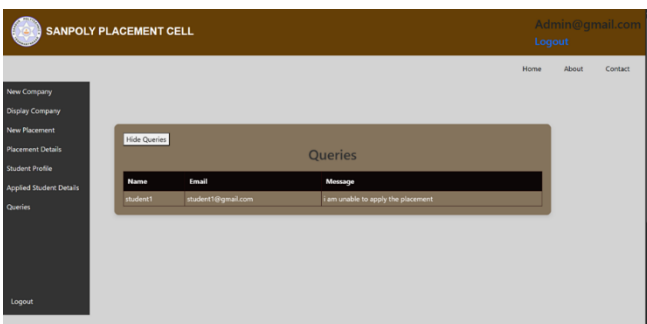 SANPOLY PLACEMENT CELL
Admin@gmail.com
Logout
Home About Contact
New Company
Display Company
New Placement
Placement Details
Student Profile
Applied Student Details
Queries
Logout
Hide Queries
Queries
Name Email Message
student1 student1@gmail.com i am unable to apply the placement